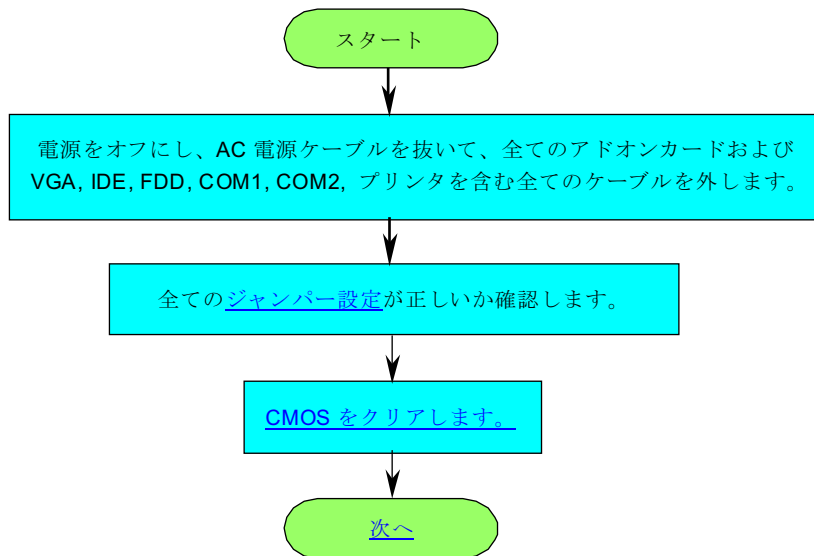 スタート
電源をオフにし、AC 電源ケーブルを抜いて、全てのアドオンカードおよび
VGA, IDE, FDD, COM1, COM2, プリンタを含む全てのケーブルを外します。
全てのジャンパー設定が正しいか確認します。
CMOS をクリアします。
次へ